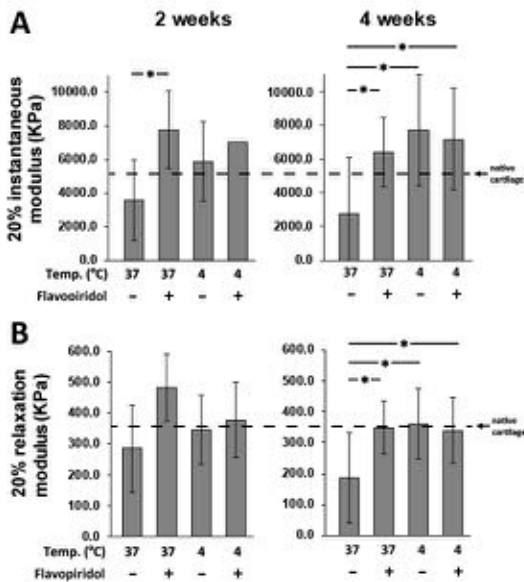 A
2 weeks
4 weeks
20% instantaneous
modulus (KPa)
10000.0
8000.0
6000.0
4000.0
2000.0
0.0
*
10000.0
8000.0
6000.0
4000.0
2000.0
0.0
*
*
*
native
cartilage
Temp. (°C) 37 37 4 4
37 37 4 4
Flavopiridol – + – +
– + – +
B
20% relaxation
modulus (KPa)
600.0
500.0
400.0
300.0
200.0
100.0
0.0
600.0
500.0
400.0
300.0
200.0
100.0
0.0
*
*
*
native
cartilage
Temp. (°C) 37 37 4 4
37 37 4 4
Flavopiridol – + – +
– + – +